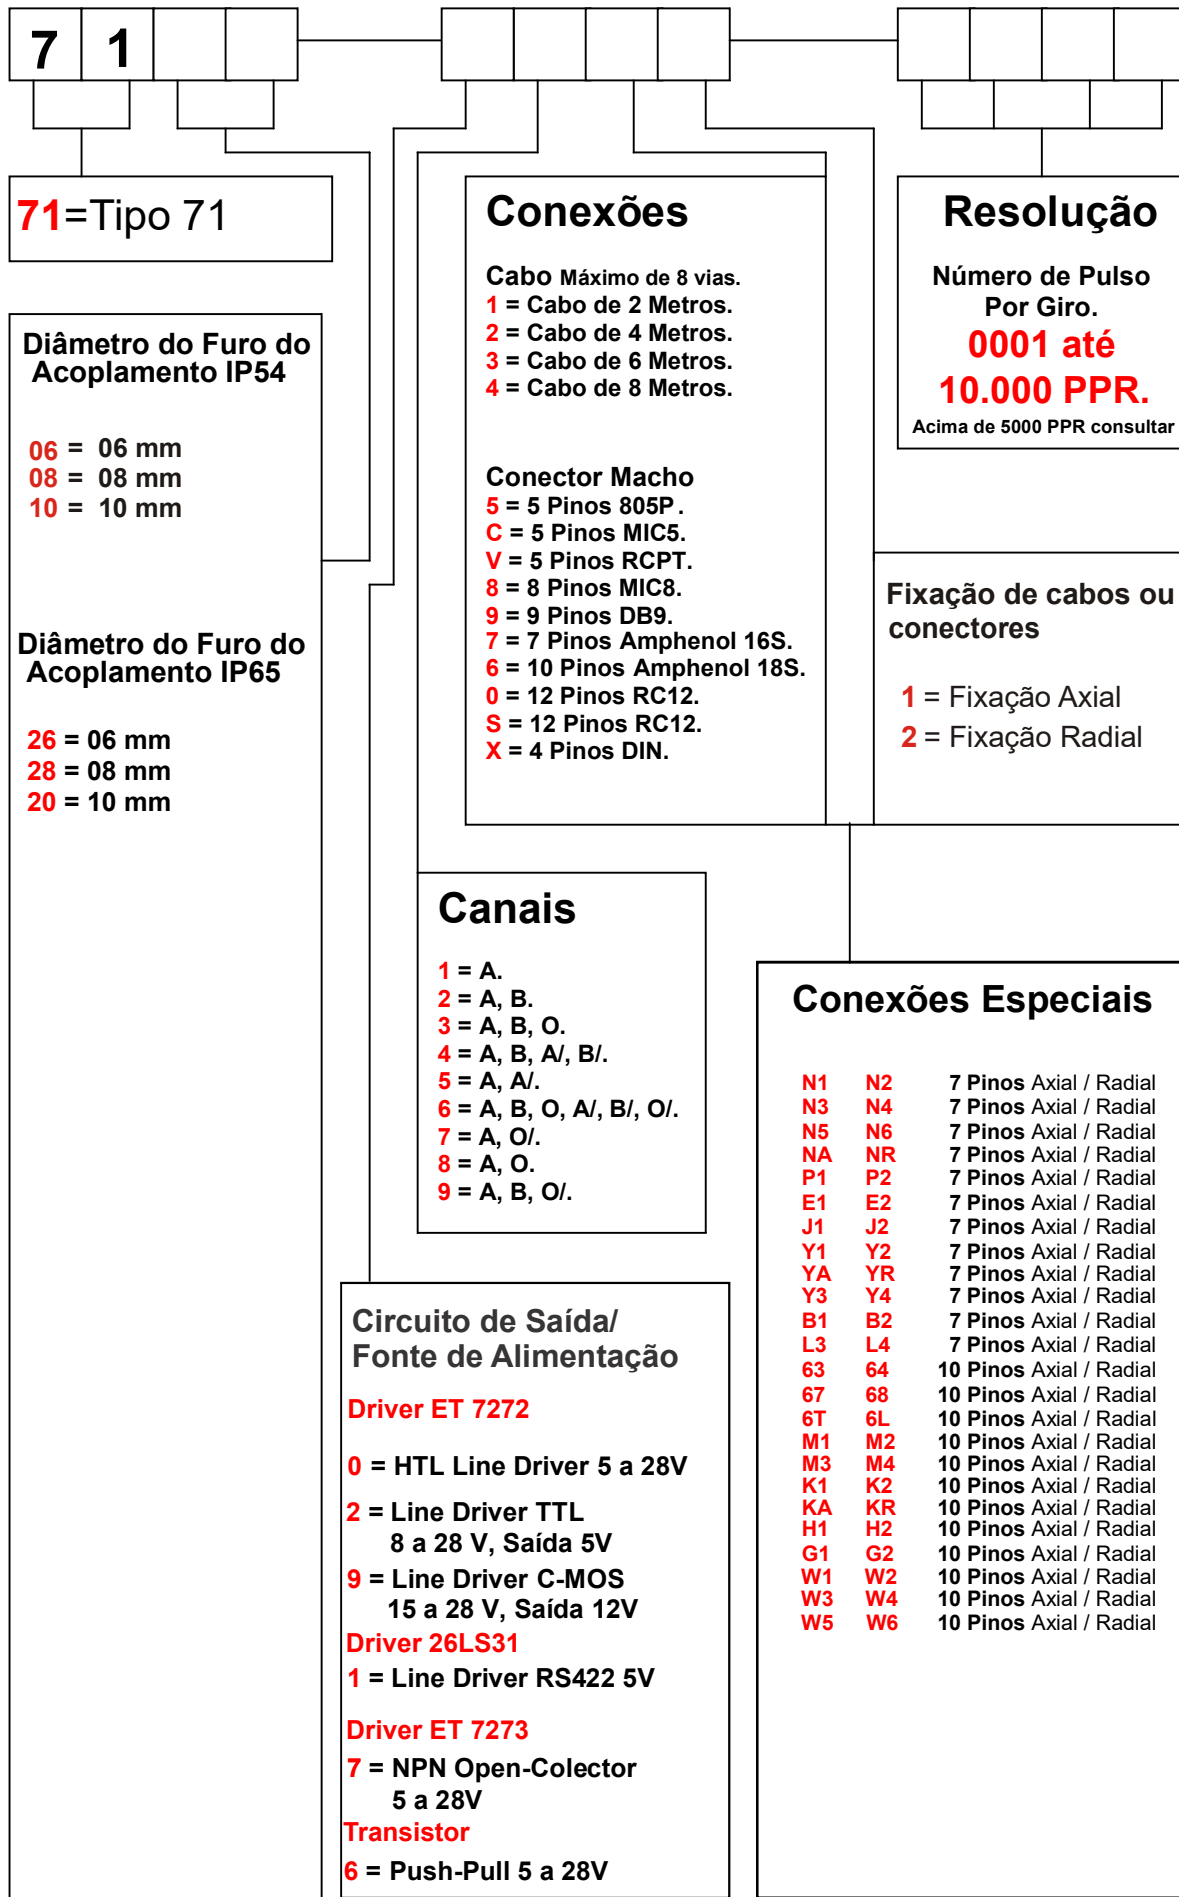 7 1
71=Tipo 71
Diâmetro do Furo do
Acoplamento IP54
06 = 06 mm
08 = 08 mm
10 = 10 mm
Diâmetro do Furo do
Acoplamento IP65
26 = 06 mm
28 = 08 mm
20 = 10 mm
Conexões
Cabo Máximo de 8 vias.
1 = Cabo de 2 Metros.
2 = Cabo de 4 Metros.
3 = Cabo de 6 Metros.
4 = Cabo de 8 Metros.
Conector Macho
5 = 5 Pinos 805P.
C = 5 Pinos MIC5.
V = 5 Pinos RCPT.
8 = 8 Pinos MIC8.
9 = 9 Pinos DB9.
7 = 7 Pinos Amphenol 16S.
6 = 10 Pinos Amphenol 18S.
0 = 12 Pinos RC12.
S = 12 Pinos RC12.
X = 4 Pinos DIN.
Resolução
Número de Pulso
Por Giro.
0001 até
10.000 PPR.
Acima de 5000 PPR consultar
Fixação de cabos ou
conectores
1 = Fixação Axial
2 = Fixação Radial
Canais
1 = A.
2 = A, B.
3 = A, B, O.
4 = A, B, A/, B/.
5 = A, A/.
6 = A, B, O, A/, B/, O/.
7 = A, O/.
8 = A, O.
9 = A, B, O/.
Conexões Especiais
N1 N2 7 Pinos Axial / Radial
N3 N4 7 Pinos Axial / Radial
N5 N6 7 Pinos Axial / Radial
NA NR 7 Pinos Axial / Radial
P1 P2 7 Pinos Axial / Radial
E1 E2 7 Pinos Axial / Radial
J1 J2 7 Pinos Axial / Radial
Y1 Y2 7 Pinos Axial / Radial
YA YR 7 Pinos Axial / Radial
Y3 Y4 7 Pinos Axial / Radial
B1 B2 7 Pinos Axial / Radial
L3 L4 7 Pinos Axial / Radial
63 64 10 Pinos Axial / Radial
67 68 10 Pinos Axial / Radial
6T 6L 10 Pinos Axial / Radial
M1 M2 10 Pinos Axial / Radial
M3 M4 10 Pinos Axial / Radial
K1 K2 10 Pinos Axial / Radial
KA KR 10 Pinos Axial / Radial
H1 H2 10 Pinos Axial / Radial
G1 G2 10 Pinos Axial / Radial
W1 W2 10 Pinos Axial / Radial
W3 W4 10 Pinos Axial / Radial
W5 W6 10 Pinos Axial / Radial
Circuito de Saída/
Fonte de Alimentação
Driver ET 7272
0 = HTL Line Driver 5 a 28V
2 = Line Driver TTL
8 a 28 V, Saída 5V
9 = Line Driver C-MOS
15 a 28 V, Saída 12V
Driver 26LS31
1 = Line Driver RS422 5V
Driver ET 7273
7 = NPN Open-Colector
5 a 28V
Transistor
6 = Push-Pull 5 a 28V